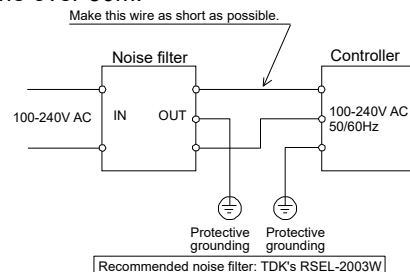 Make this wire as short as possible.
Noise filter
Controller
100-240V AC
IN
OUT
100-240V AC
50/60Hz
Protective
grounding
Protective
grounding
Recommended noise filter: TDK's RSEL-2003W